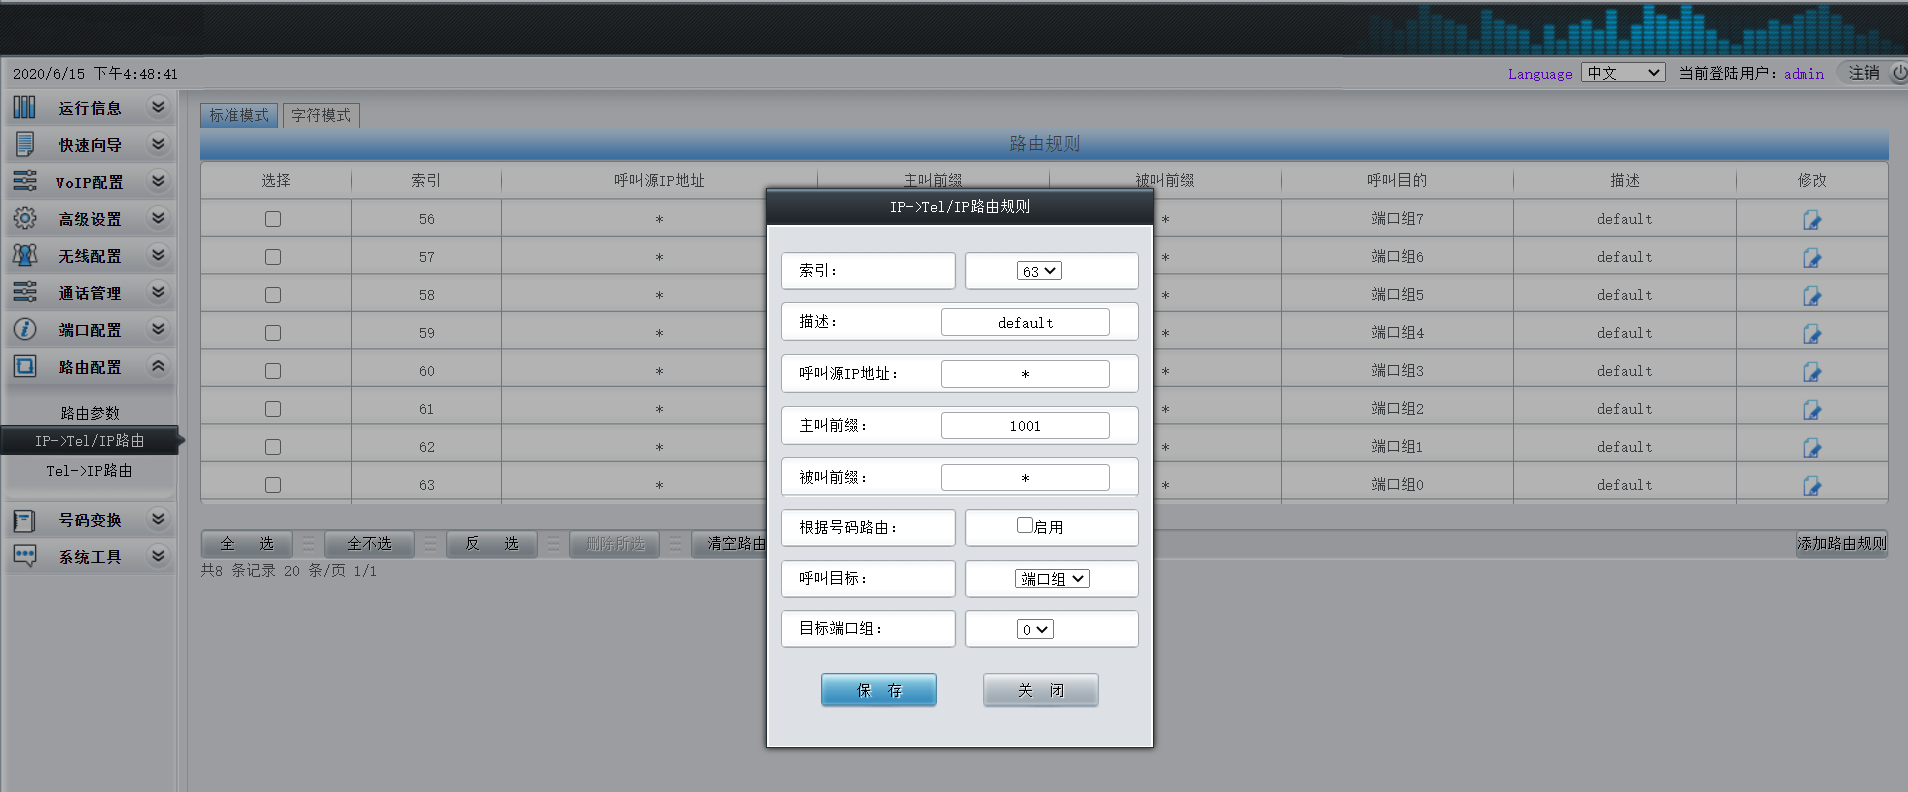 2020/6/15 下午4:48:41
Language 中文 当前登陆用户: admin 注销
运行信息
快速向导
VoIP配置
高级设置
无线配置
通话管理
端口配置
路由配置
路由参数
IP->Tel/IP路由
Tel->IP路由
号码变换
系统工具
标准模式 字符模式
路由规则
选择 索引 呼叫源IP地址 主叫前缀 被叫前缀 呼叫目的 描述 修改
56 * * 端口组7 default
57 * * 端口组6 default
58 * * 端口组5 default
59 * * 端口组4 default
60 * * 端口组3 default
61 * * 端口组2 default
62 * * 端口组1 default
63 * * 端口组0 default
全 选 全不选 反 选 删除所选 清空路由 添加路由规则
共8 条记录 20 条/页 1/1
IP->Tel/IP路由规则
索引: 63
描述: default
呼叫源IP地址: *
主叫前缀: 1001
被叫前缀: *
根据号码路由: 启用
呼叫目标: 端口组
目标端口组: 0
保 存 关 闭